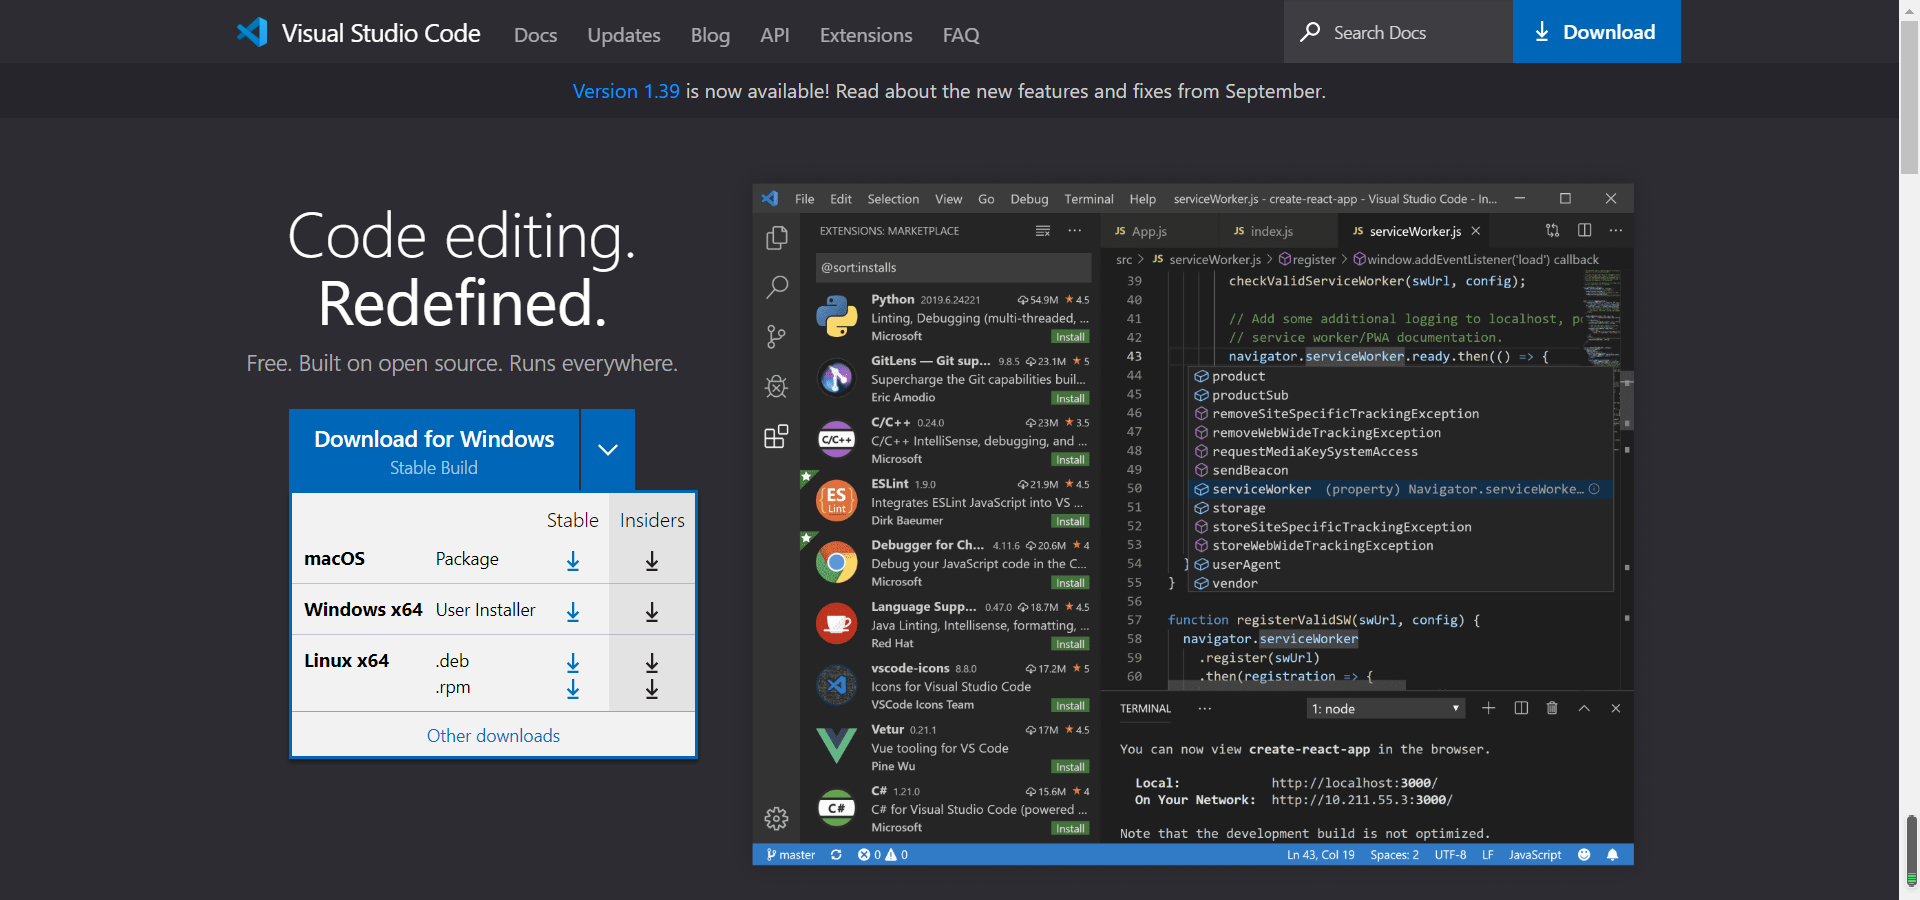 Visual Studio Code Docs Updates Blog API Extensions FAQ Search Docs Download
Version 1.39 is now available! Read about the new features and fixes from September.
Code editing.
Redefined.
Free. Built on open source. Runs everywhere.
Download for Windows
Stable Build
Stable Insiders
macOS Package
Windows x64 User Installer
Linux x64 .deb
.rpm
Other downloads
File Edit Selection View Go Debug Terminal Help serviceWorker.js - create-react-app - Visual Studio Code - In...
EXTENSIONS: MARKETPLACE
@sort:installs
Python 2019.6.24221 54.9M ★ 4.5
Linting, Debugging (multi-threaded, ...
Microsoft Install
GitLens — Git sup... 9.8.5 23.1M ★ 5
Supercharge the Git capabilities buil...
Eric Amodio Install
C/C++
C/C++ 0.24.0 23M ★ 3.5
C/C++ IntelliSense, debugging, and ...
Microsoft Install
ES
Lint
ESLint 1.9.0 21.9M ★ 4.5
Integrates ESLint JavaScript into VS ...
Dirk Baeumer Install
Debugger for Ch... 4.11.6 20.6M ★ 4
Debug your JavaScript code in the C...
Microsoft Install
Language Supp... 0.47.0 18.7M ★ 4.5
Java Linting, Intellisense, formatting, ...
Red Hat Install
vscode-icons 8.8.0 17.2M ★ 5
Icons for Visual Studio Code
VSCode Icons Team Install
Vetur 0.21.1 17M ★ 4.5
Vue tooling for VS Code
Pine Wu Install
C#
C# 1.21.0 15.6M ★ 4
C# for Visual Studio Code (powered ...
Microsoft Install
JS App.js JS index.js JS serviceWorker.js
src > JS serviceWorker.js > register > window.addEventListener('load') callback
39 checkValidServiceWorker(swUrl, config);
40
41 // Add some additional logging to localhost, p
42 // service worker/PWA documentation.
43 navigator.serviceWorker.ready.then(() => {
44 product
45 productSub
46 removeSiteSpecificTrackingException
47 removeWebWideTrackingException
48 requestMediaKeySystemAccess
49 sendBeacon
50 serviceWorker (property) Navigator.serviceWorke...
51 storage
52 storeSiteSpecificTrackingException
53 storeWebWideTrackingException
54 } userAgent
55 } vendor
56
57 function registerValidSW(swUrl, config) {
58 navigator.serviceWorker
59 .register(swUrl)
60 .then(registration => {
TERMINAL ... 1: node
You can now view create-react-app in the browser.
Local: http://localhost:3000/
On Your Network: http://10.211.55.3:3000/
Note that the development build is not optimized.
master 0 0 Ln 43, Col 19 Spaces: 2 UTF-8 LF JavaScript